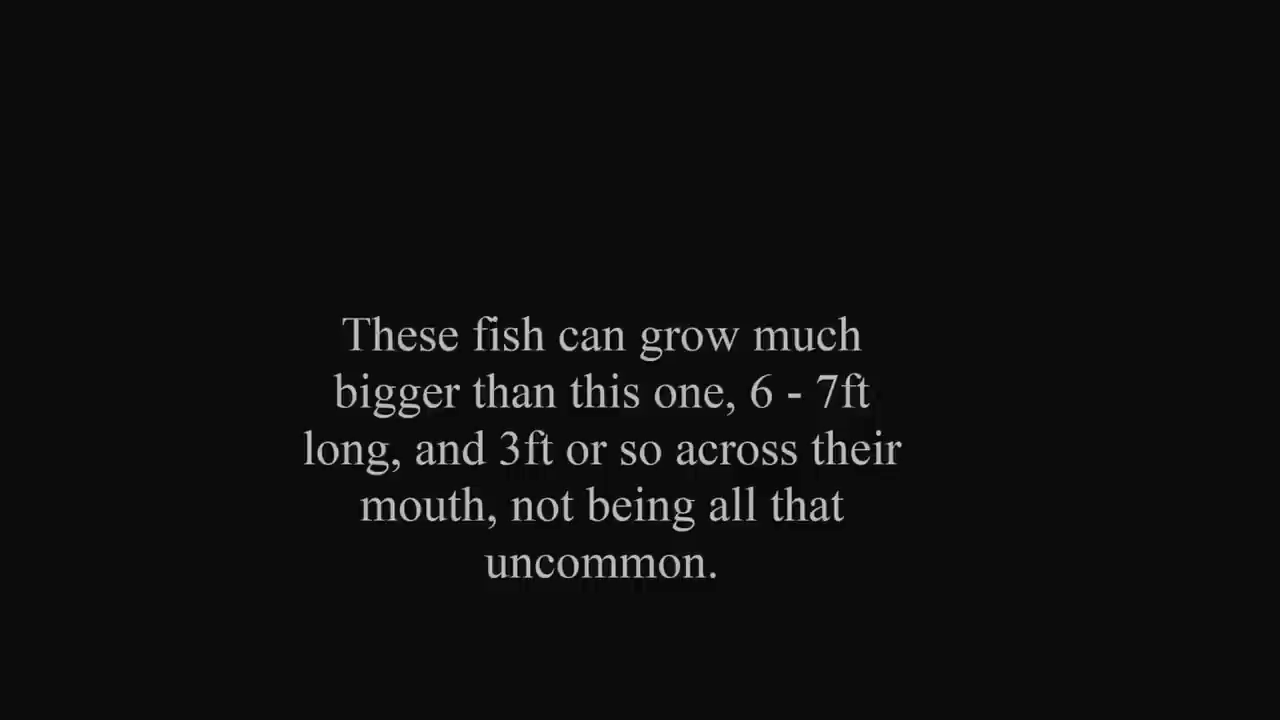 These fish can grow much
bigger than this one, 6 - 7ft
long, and 3ft or so across their
mouth, not being all that
uncommon.